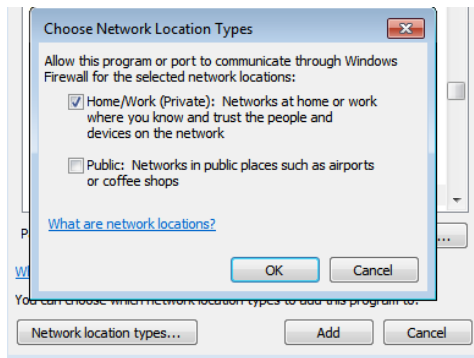 Choose Network Location Types
Allow this program or port to communicate through Windows
Firewall for the selected network locations:
Home/Work (Private): Networks at home or work
where you know and trust the people and
devices on the network
Public: Networks in public places such as airports
or coffee shops
What are network locations?
P
...
OK Cancel
W
You can choose which network location types to add this program to.
Network location types... Add Cancel